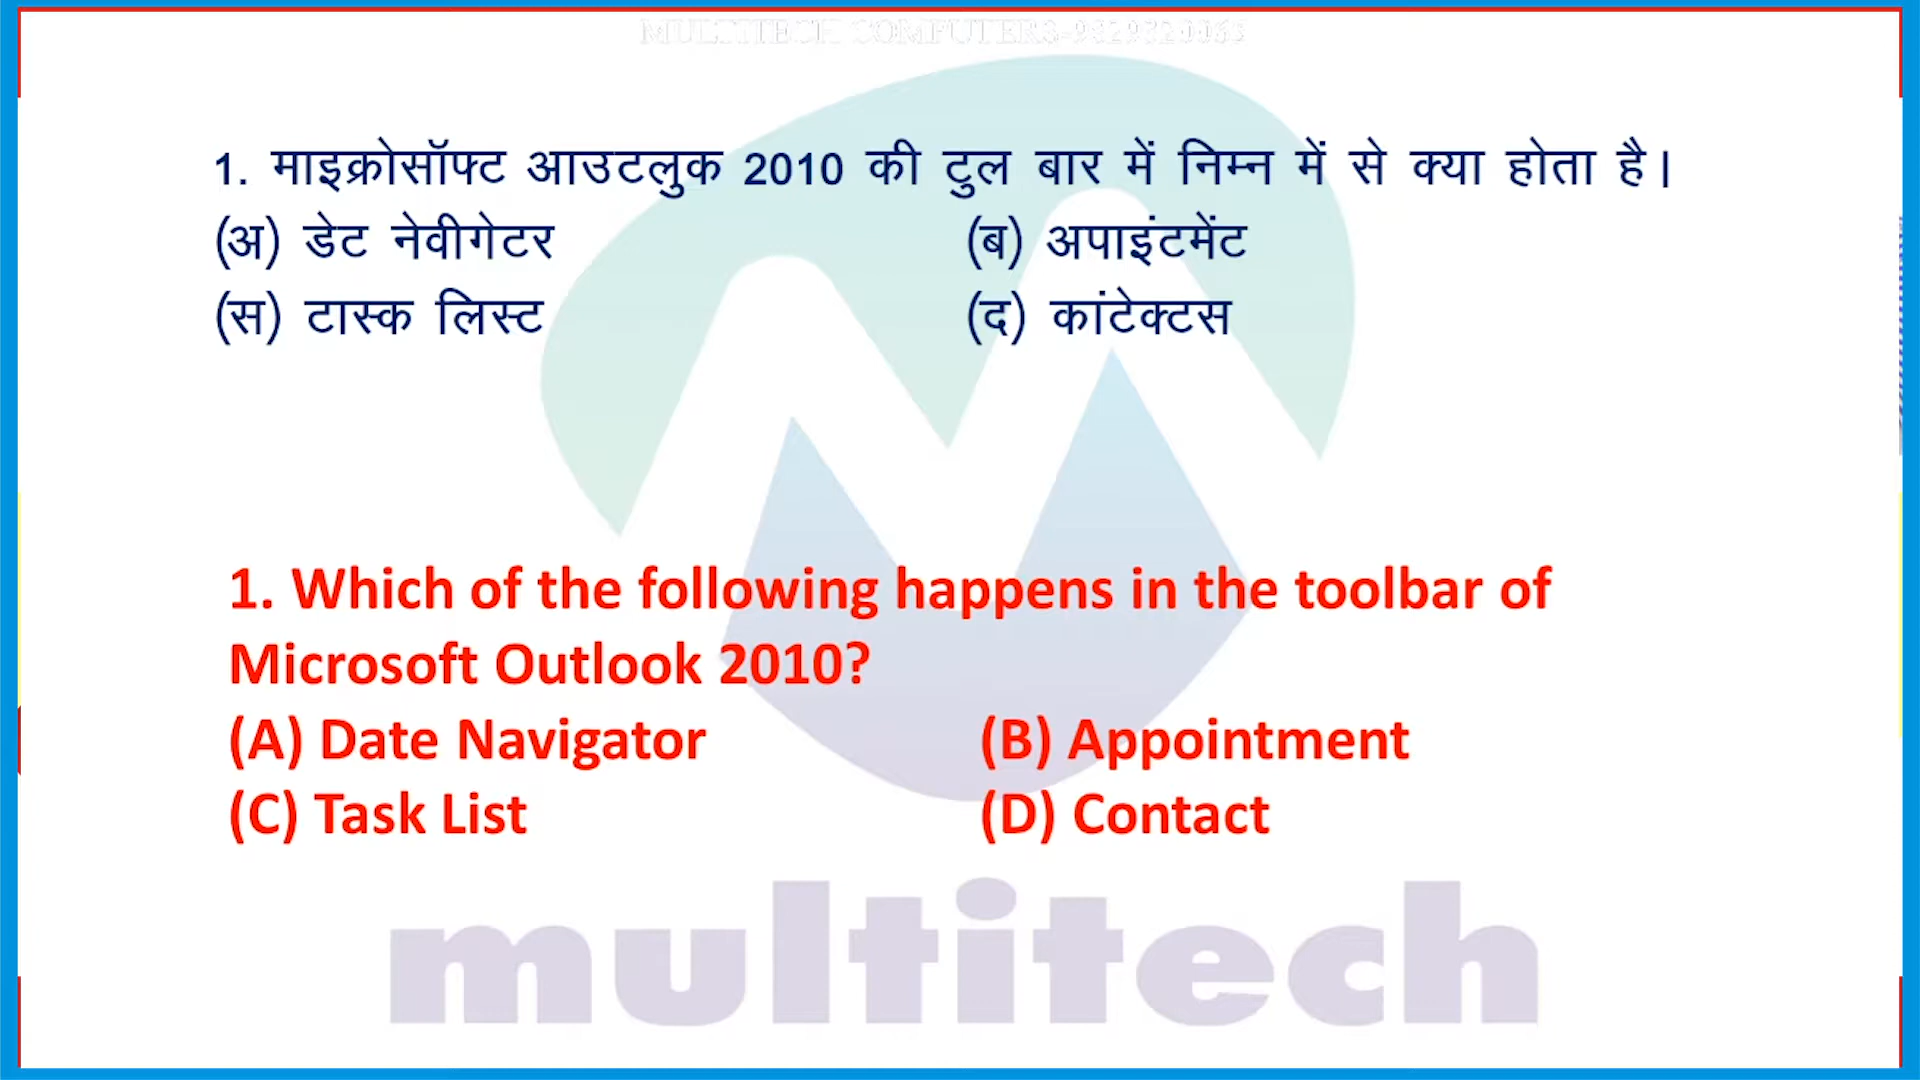 MULTITECH COMPUTERS-9829820065
1. माइक्रोसॉफ्ट आउटलुक 2010 की टुल बार में निम्न में से क्या होता है।
(अ) डेट नेवीगेटर (ब) अपाइंटमेंट
(स) टास्क लिस्ट (द) कांटेक्टस
1. Which of the following happens in the toolbar of
Microsoft Outlook 2010?
(A) Date Navigator (B) Appointment
(C) Task List (D) Contact
multitech